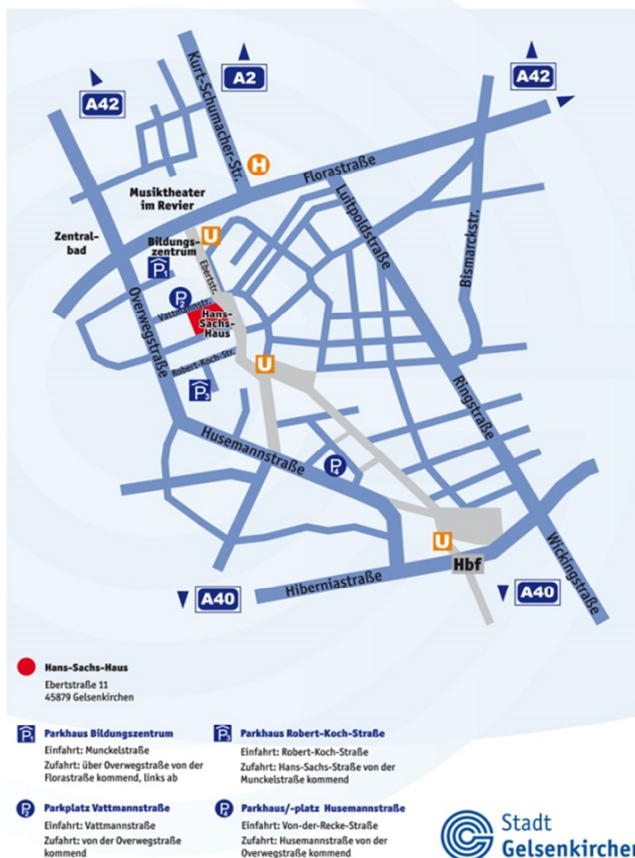 A42
A2
A42
Kurt-Schumacher-Str.
H
Florastraße
Musiktheater
im Revier
Luitpoldstraße
Bismarckstr.
Zentral-
bad
Bildungs-
zentrum
U
Ebertstr.
P1
P2
Vattmannstr.
Hans-
Sachs-
Haus
Overwegstraße
Robert-Koch-Str.
U
P3
Ringstraße
Husemannstraße
P4
U
Hbf
Wickingstraße
Hiberniastraße
A40
A40
Hans-Sachs-Haus
Ebertstraße 11
45879 Gelsenkirchen
P1 Parkhaus Bildungszentrum
Einfahrt: Munckelstraße
Zufahrt: über Overwegstraße von der
Florastraße kommend, links ab
P3 Parkhaus Robert-Koch-Straße
Einfahrt: Robert-Koch-Straße
Zufahrt: Hans-Sachs-Straße von der
Munckelstraße kommend
P2 Parkplatz Vattmannstraße
Einfahrt: Vattmannstraße
Zufahrt: von der Overwegstraße
kommend
P4 Parkhaus/-platz Husemannstraße
Einfahrt: Von-der-Recke-Straße
Zufahrt: Husemannstraße von der
Overwegstraße kommend
Stadt
Gelsenkirchen